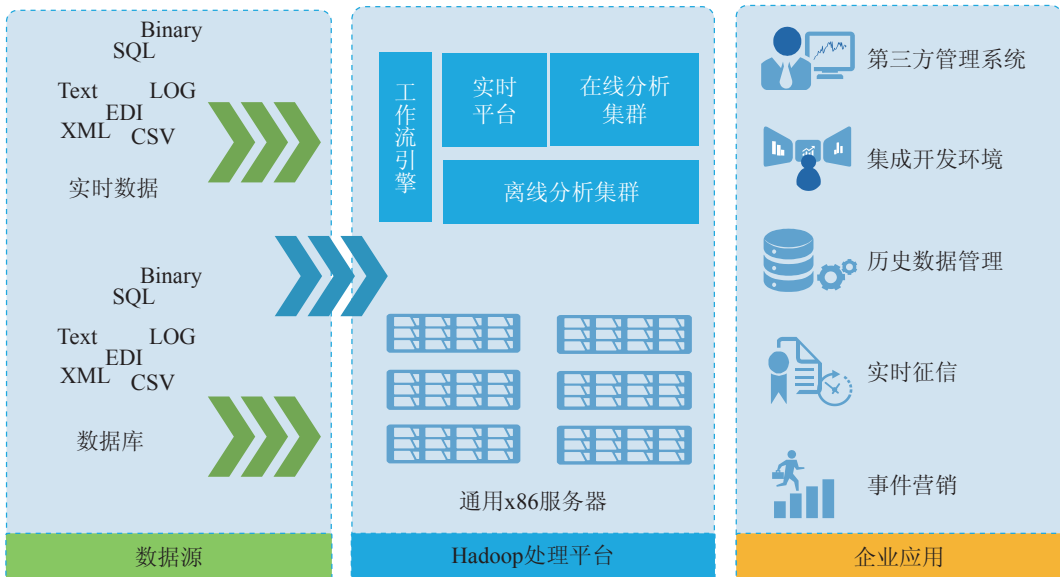 Binary
SQL
Text
LOG
EDI
XML
CSV
实时数据
Binary
SQL
Text
LOG
EDI
XML
CSV
数据库
数据源
工作流引擎
实时
平台
在线分析
集群
离线分析集群
通用x86服务器
Hadoop处理平台
第三方管理系统
集成开发环境
历史数据管理
实时征信
事件营销
企业应用